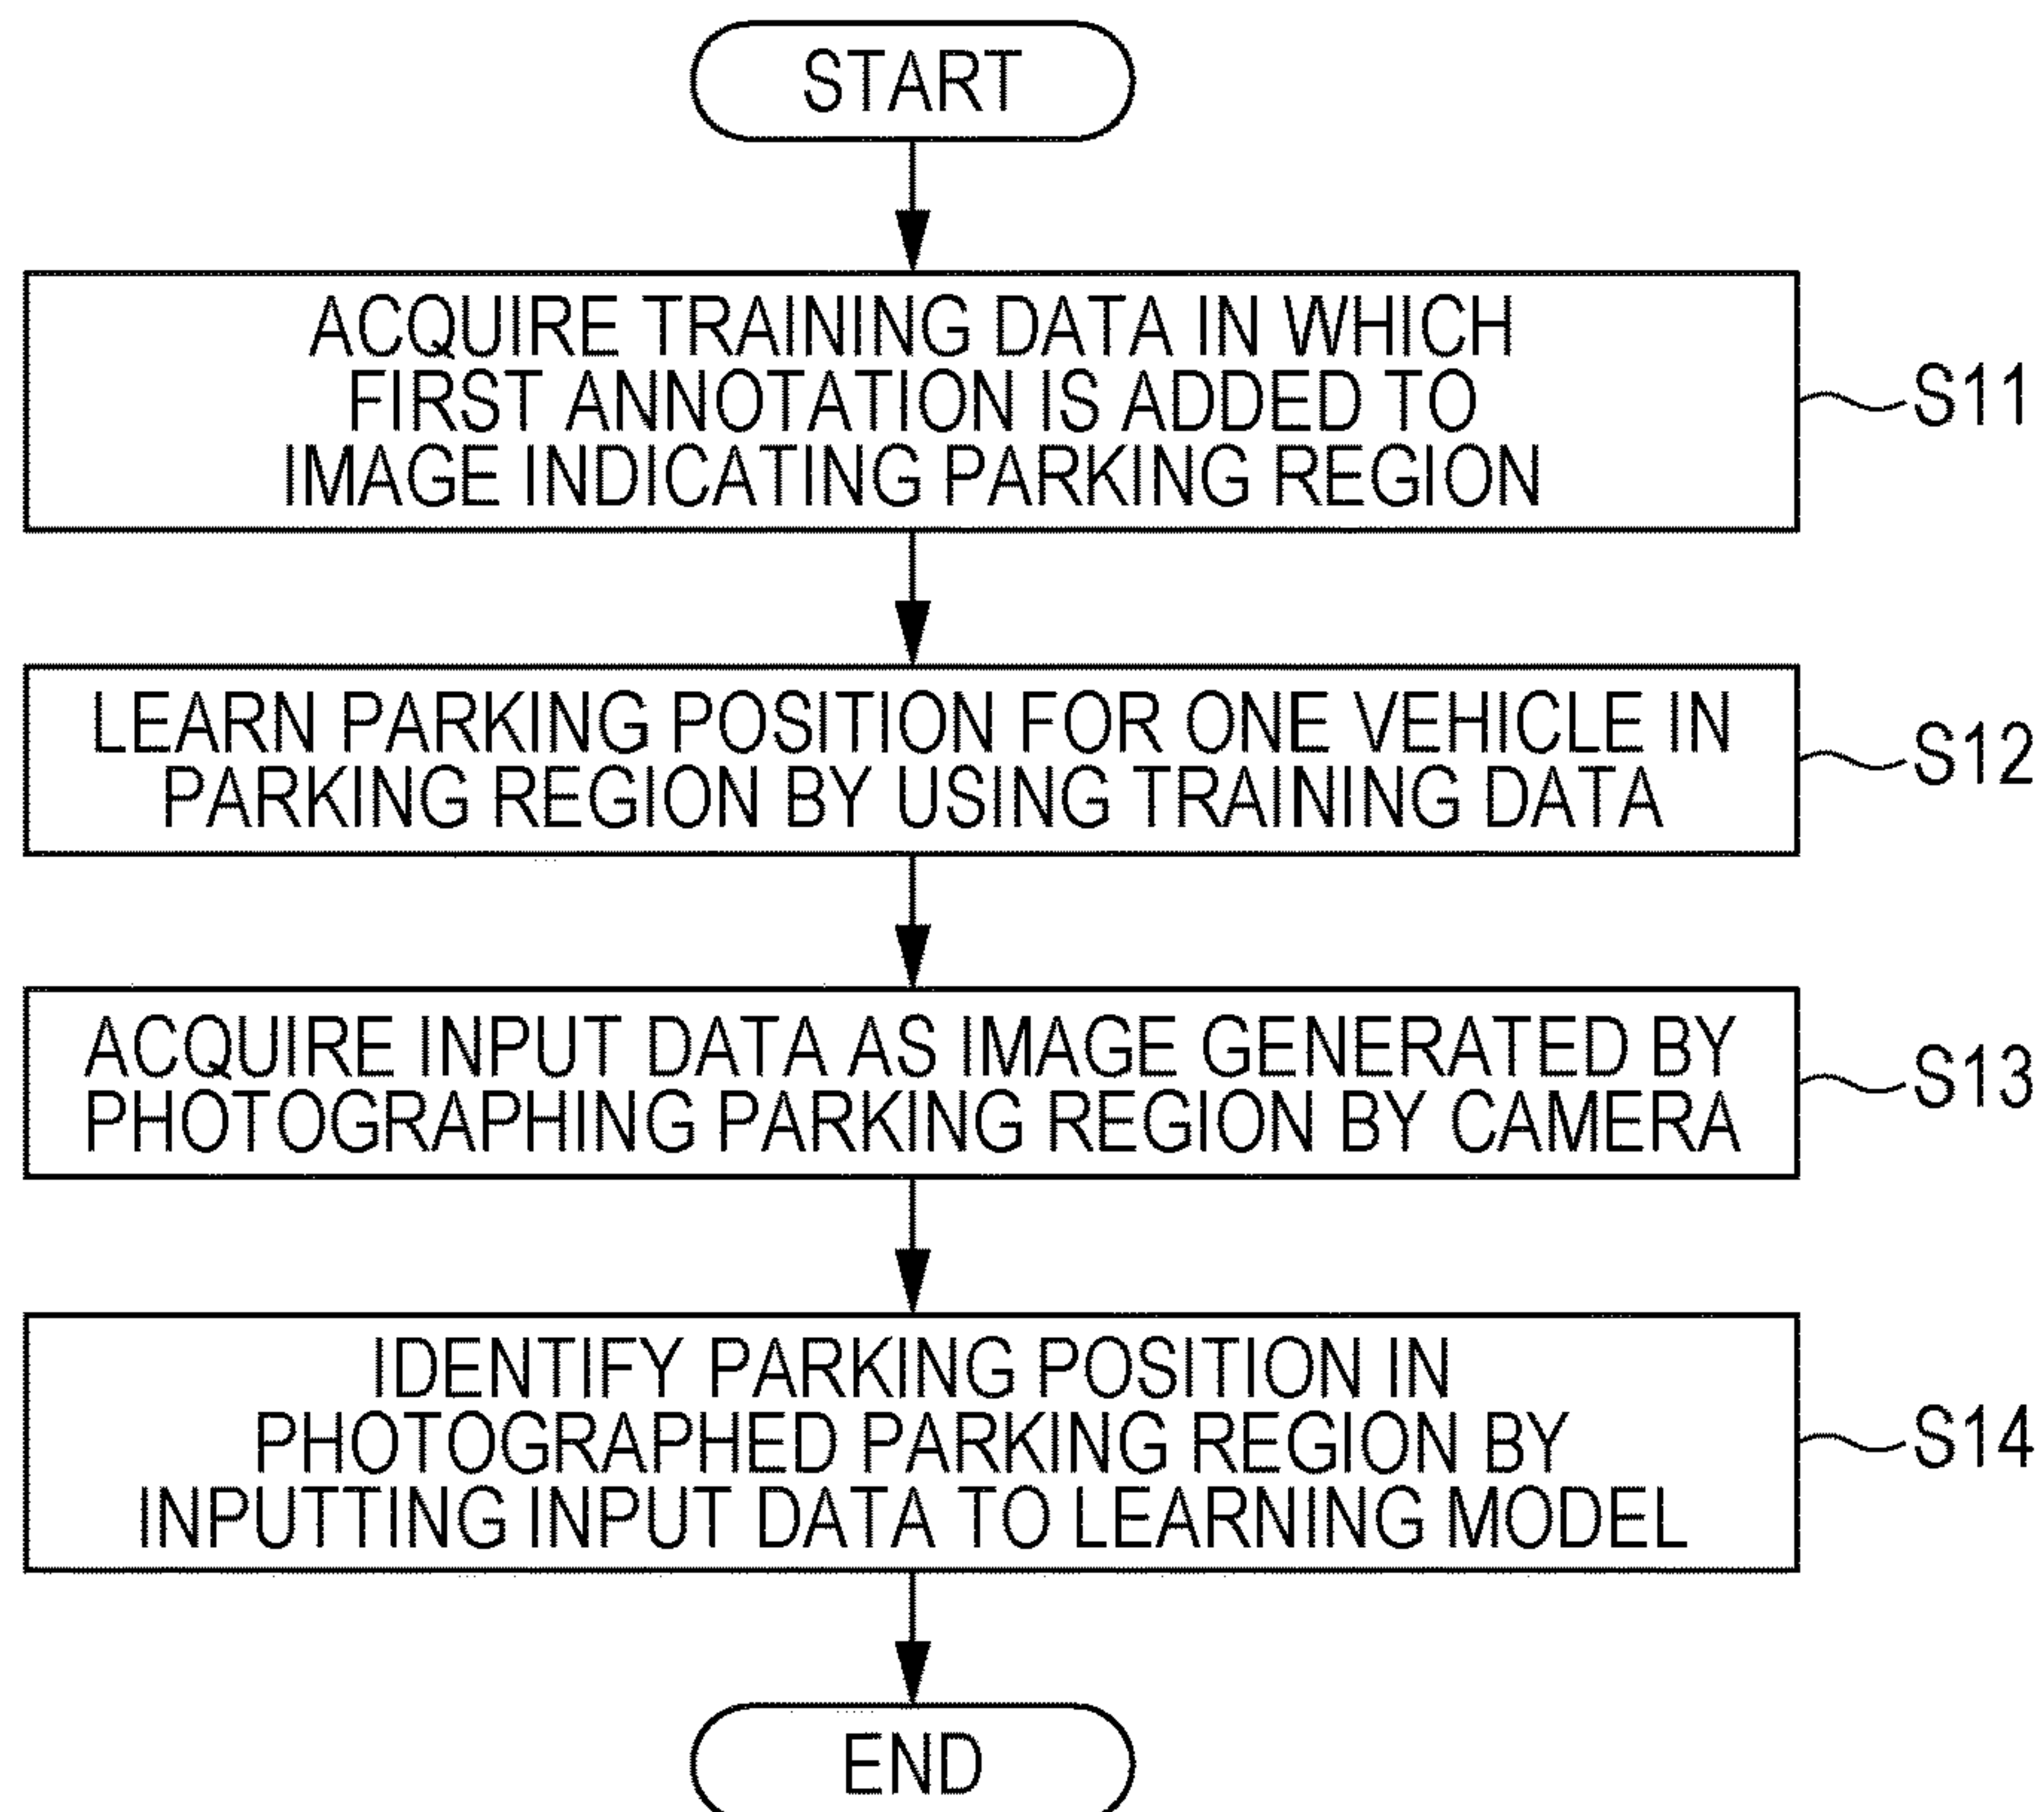 START
ACQUIRE TRAINING DATA IN WHICH
FIRST ANNOTATION IS ADDED TO
IMAGE INDICATING PARKING REGION
S11
LEARN PARKING POSITION FOR ONE VEHICLE IN
PARKING REGION BY USING TRAINING DATA
S12
ACQUIRE INPUT DATA AS IMAGE GENERATED BY
PHOTOGRAPHING PARKING REGION BY CAMERA
S13
IDENTIFY PARKING POSITION IN
PHOTOGRAPHED PARKING REGION BY
INPUTTING INPUT DATA TO LEARNING MODEL
S14
END